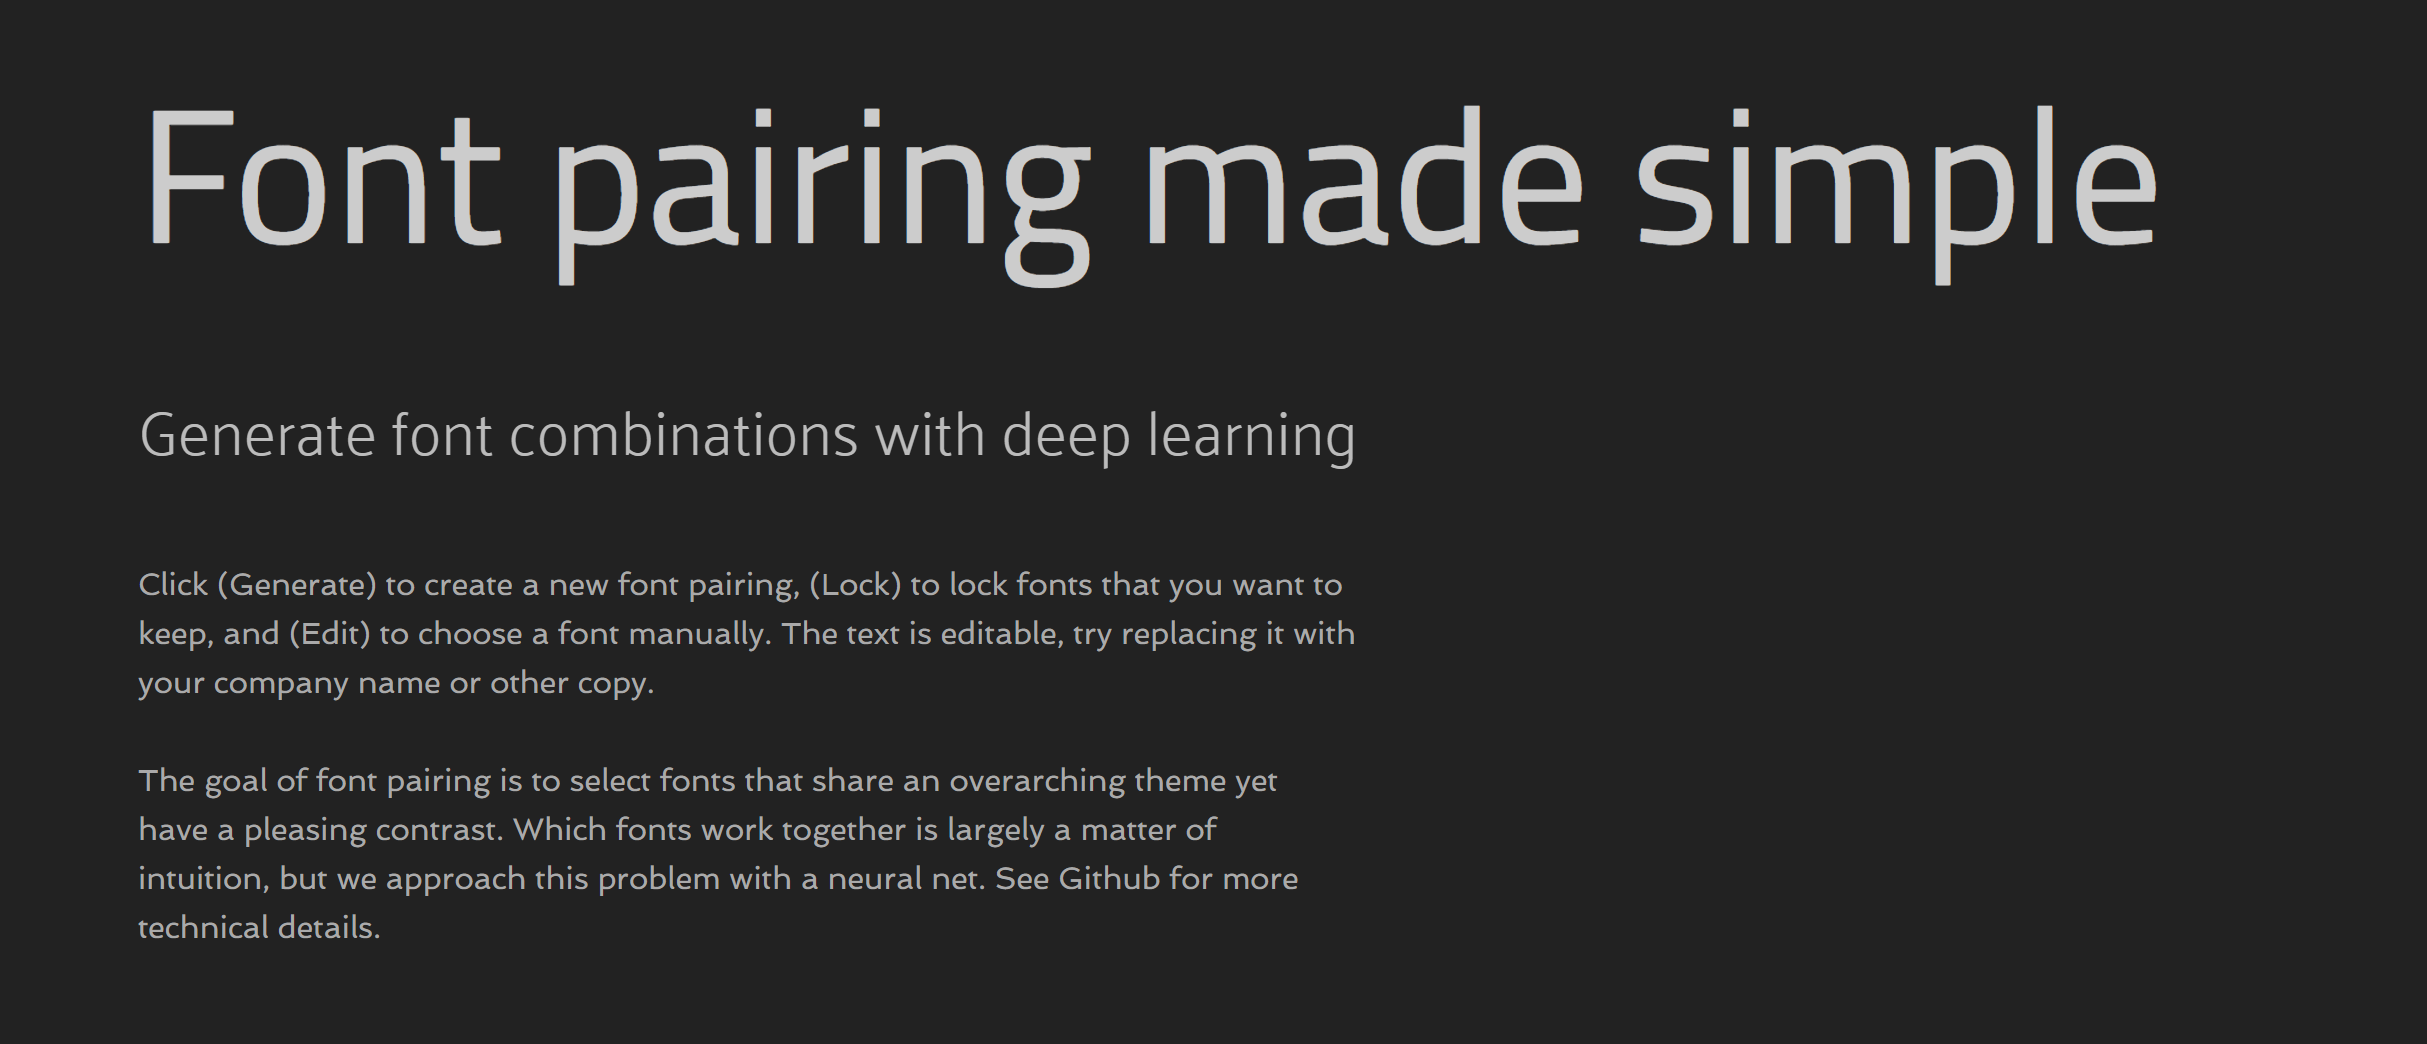 Font pairing made simple
Generate font combinations with deep learning
Click (Generate) to create a new font pairing, (Lock) to lock fonts that you want to
keep, and (Edit) to choose a font manually. The text is editable, try replacing it with
your company name or other copy.
The goal of font pairing is to select fonts that share an overarching theme yet
have a pleasing contrast. Which fonts work together is largely a matter of
intuition, but we approach this problem with a neural net. See Github for more
technical details.